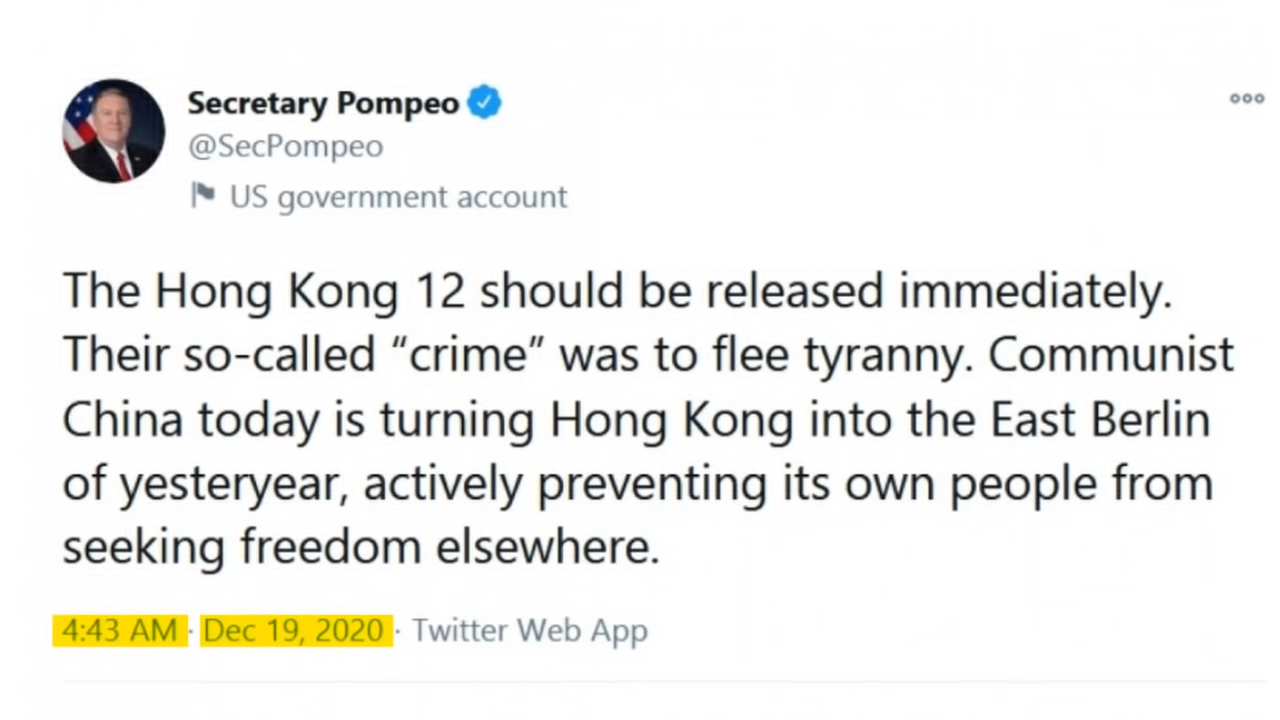 Secretary Pompeo
@SecPompeo
US government account
The Hong Kong 12 should be released immediately.
Their so-called “crime” was to flee tyranny. Communist
China today is turning Hong Kong into the East Berlin
of yesteryear, actively preventing its own people from
seeking freedom elsewhere.
4:43 AM · Dec 19, 2020 · Twitter Web App